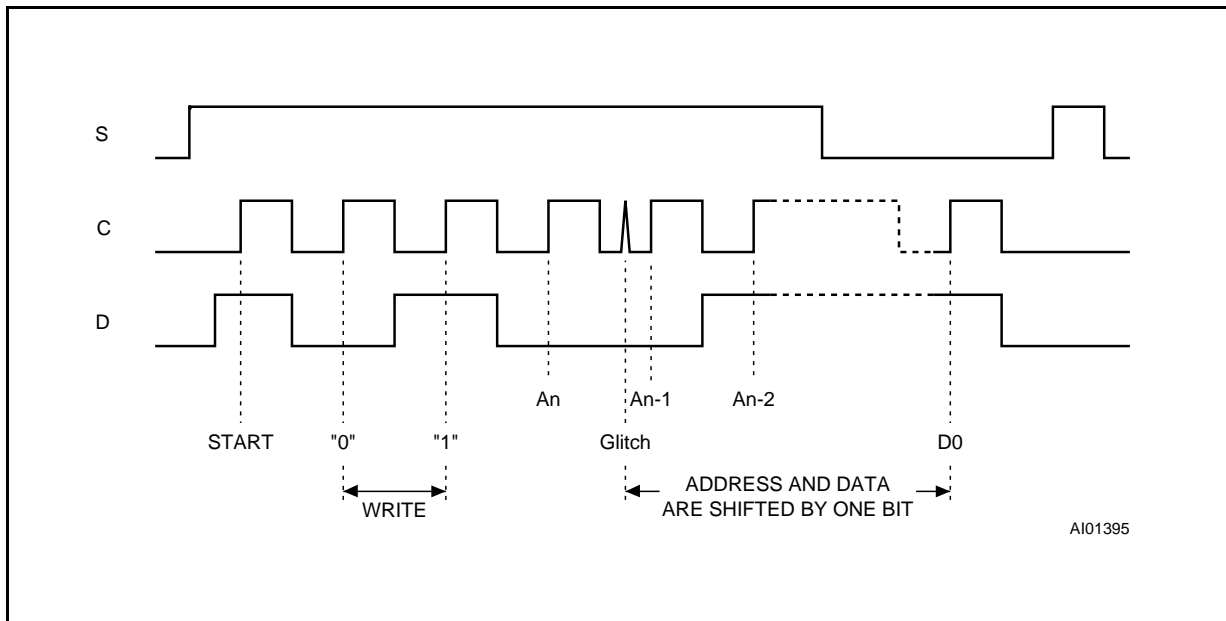 S
C
D
An An-1 An-2
START "0" "1" Glitch D0
WRITE
ADDRESS AND DATA
ARE SHIFTED BY ONE BIT
AI01395